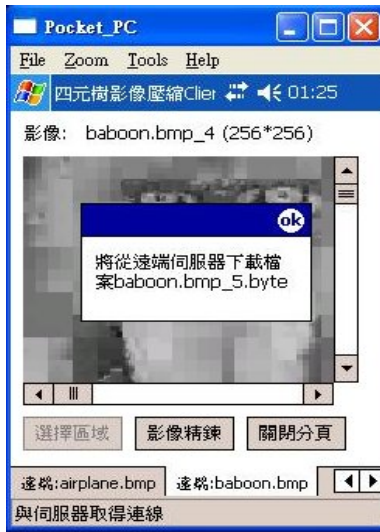 Pocket_PC
File Zoom Tools Help
四元樹影像壓縮Clier 01:25
影像: baboon.bmp_4 (256*256)
ok
將從遠端伺服器下載檔
案baboon.bmp_5.byte
選擇區域 影像精鍊 關閉分頁
遠端:airplane.bmp 遠端:baboon.bmp
與伺服器取得連線